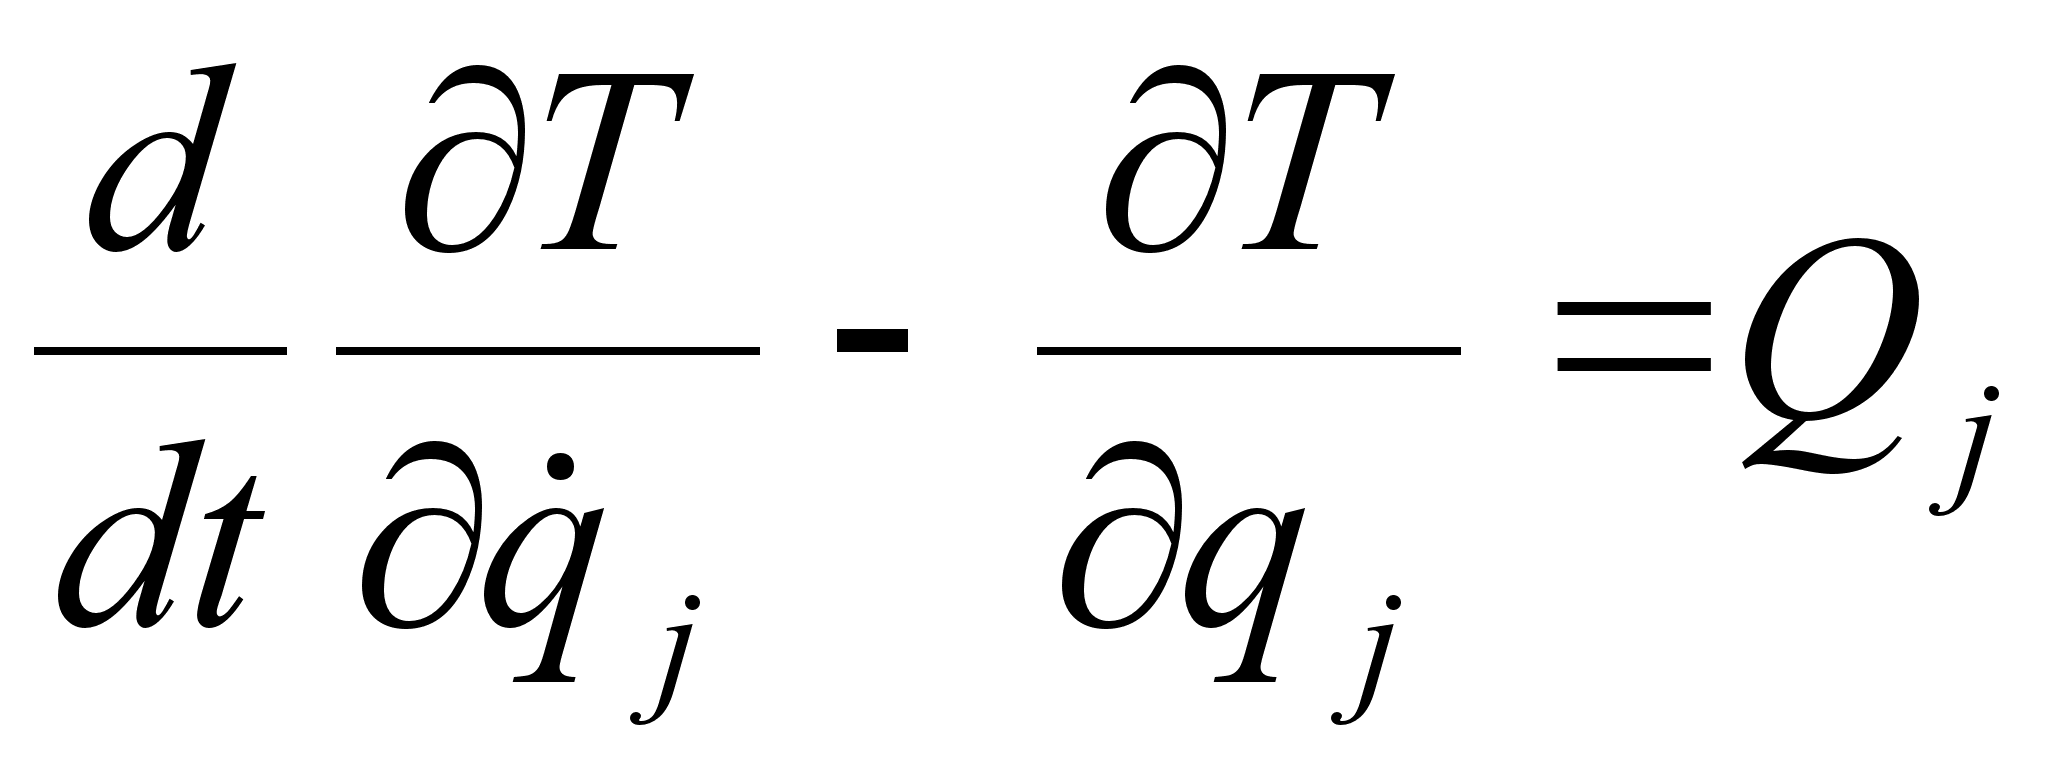 d/dt ∂T/∂q̇_j - ∂T/∂q_j = Q_j